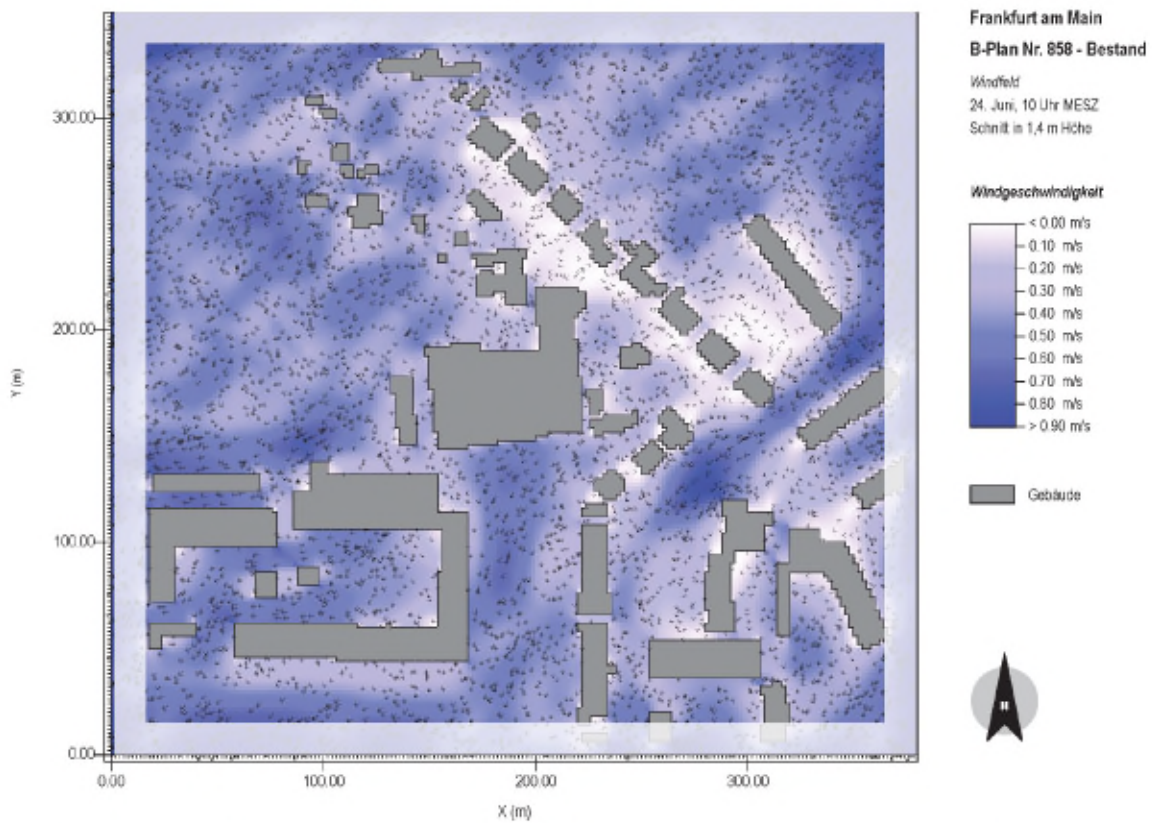 Frankfurt am Main
B-Plan Nr. 858 - Bestand
Windfeld
24. Juni, 10 Uhr MESZ
Schnitt in 1,4 m Höhe
Windgeschwindigkeit
< 0.00 m/s
0.10 m/s
0.20 m/s
0.30 m/s
0.40 m/s
0.50 m/s
0.60 m/s
0.70 m/s
0.80 m/s
> 0.90 m/s
Gebäude
N
Y (m)
300.00
200.00
100.00
0.00
0.00 100.00 200.00 300.00
X (m)